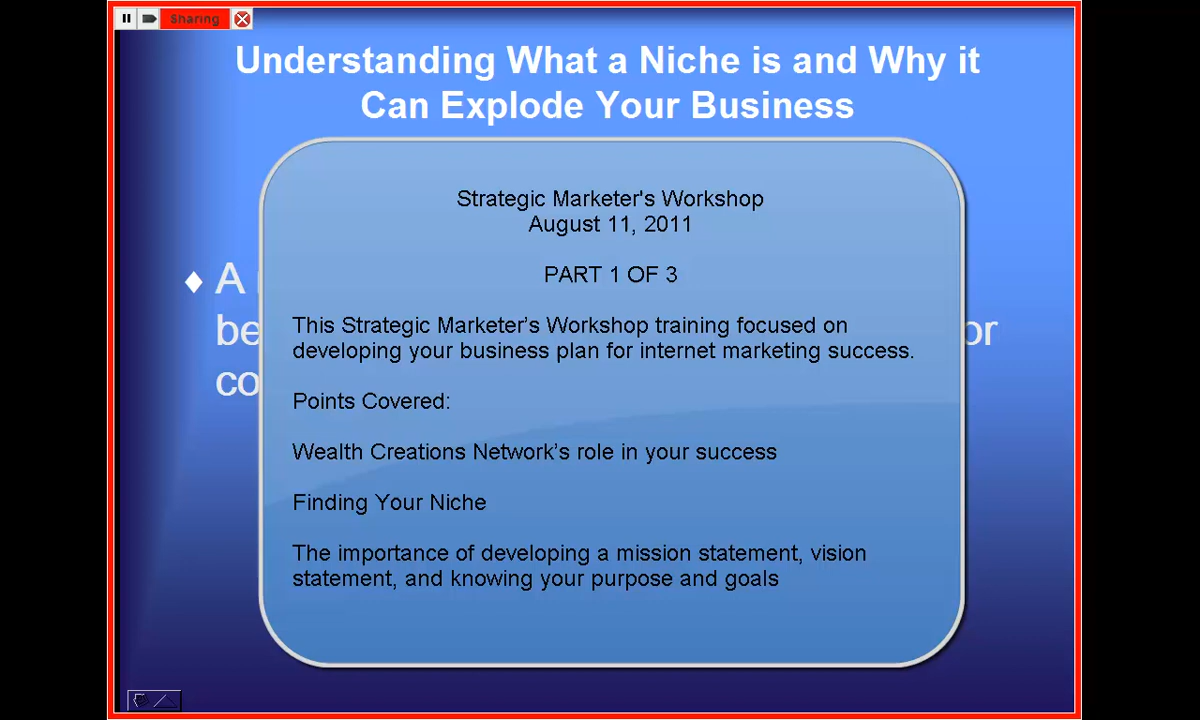 Sharing
Understanding What a Niche is and Why it
Can Explode Your Business
Strategic Marketer's Workshop
August 11, 2011
PART 1 OF 3
This Strategic Marketer’s Workshop training focused on
developing your business plan for internet marketing success.
Points Covered:
Wealth Creations Network’s role in your success
Finding Your Niche
The importance of developing a mission statement, vision
statement, and knowing your purpose and goals
♦ A